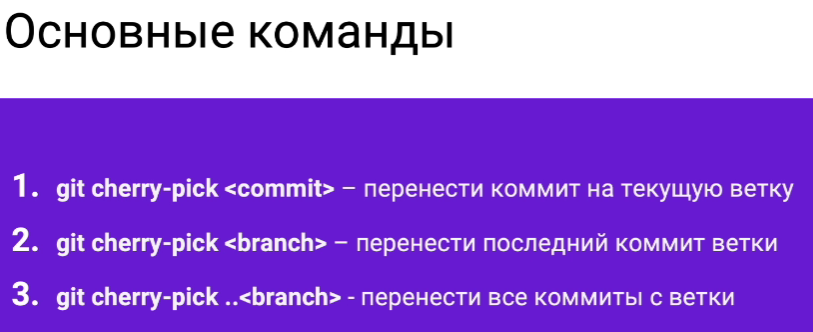 Основные команды
1. git cherry-pick <commit> – перенести коммит на текущую ветку
2. git cherry-pick <branch> – перенести последний коммит ветки
3. git cherry-pick ..<branch> - перенести все коммиты с ветки